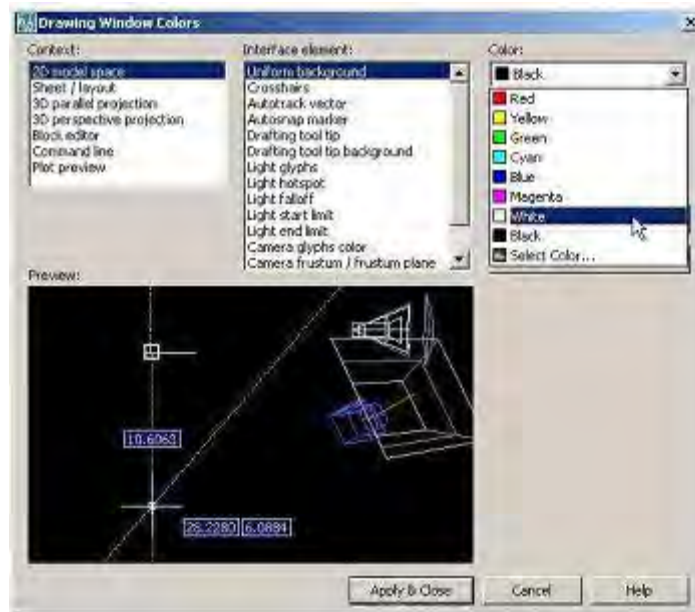 Drawing Window Colors
Context:
2D model space
Sheet / layout
3D parallel projection
3D perspective projection
Block editor
Command line
Plot preview
Interface element:
Uniform background
Crosshairs
Autotrack vector
Autosnap marker
Drafting tool tip
Drafting tool tip background
Light glyphs
Light hotspot
Light falloff
Light start limit
Light end limit
Camera glyphs color
Camera frustum / frustum plane
Color:
Black
Red
Yellow
Green
Cyan
Blue
Magenta
White
Black
Select Color...
Preview:
10.6063
28.2280 6.0884
Apply & Close
Cancel
Help